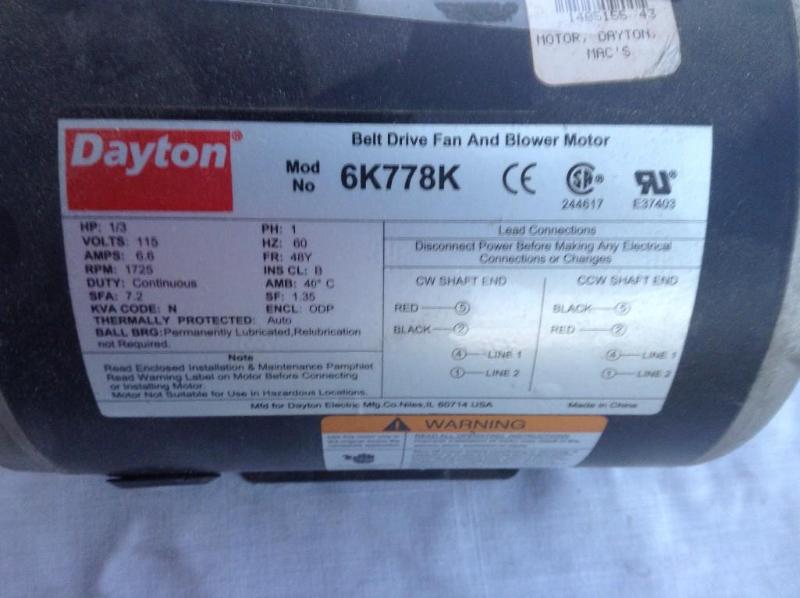 1485155 43
MOTOR, DAYTON,
MAC'S
Dayton®
Belt Drive Fan And Blower Motor
Mod No 6K778K
CE
SA ®
244617
E37403
HP: 1/3
VOLTS: 115
AMPS: 6.6
RPM: 1725
DUTY: Continuous
SFA: 7.2
KVA CODE: N
PH: 1
HZ: 60
FR: 48Y
INS CL: B
AMB: 40° C
SF: 1.35
ENCL: ODP
THERMALLY PROTECTED: Auto
BALL BRG:Permanently Lubricated,Relubrication
not Required.
Note
Read Enclosed Installation & Maintenance Pamphlet
Read Warning Label on Motor Before Connecting
or Installing Motor.
Motor Not Suitable for Use in Hazardous Locations.
Lead Connections
Disconnect Power Before Making Any Electrical
Connections or Changes
CW SHAFT END
RED 5
BLACK 2
4 LINE 1
1 LINE 2
CCW SHAFT END
BLACK 5
RED 2
4 LINE 1
1 LINE 2
Mfd for Dayton Electric Mfg.Co.Niles,IL 60714 USA
Made in China
WARNING